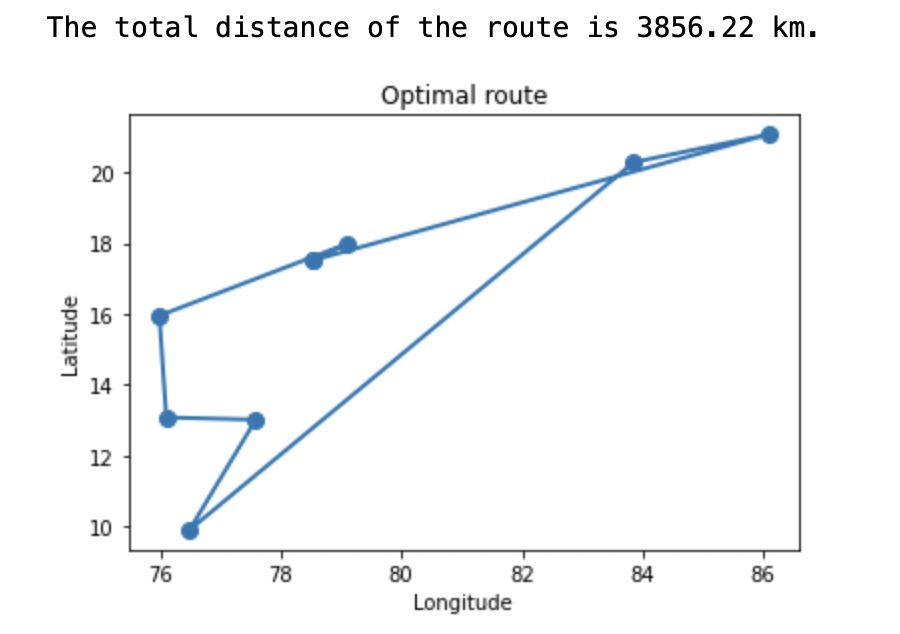 The total distance of the route is 3856.22 km.
Optimal route
20
18
16
14
12
10
Latitude
76 78 80 82 84 86
Longitude